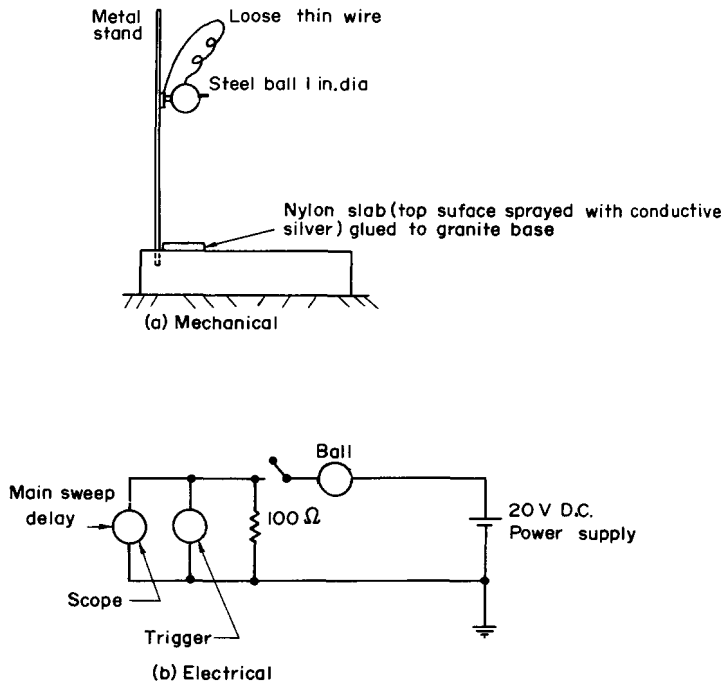 Metal
stand
Loose thin wire
Steel ball 1 in. dia
Nylon slab (top suface sprayed with conductive
silver) glued to granite base
(a) Mechanical
Ball
Main sweep
delay
100 Ω
20 V D.C.
Power supply
Scope
Trigger
(b) Electrical